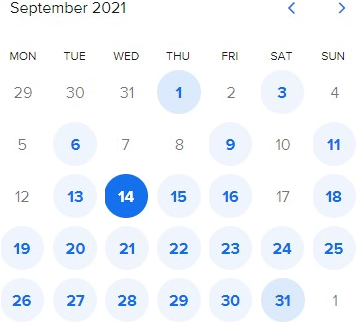 September 2021
MON TUE WED THU FRI SAT SUN
29 30 31 1 2 3 4
5 6 7 8 9 10 11
12 13 14 15 16 17 18
19 20 21 22 23 24 25
26 27 28 29 30 31 1